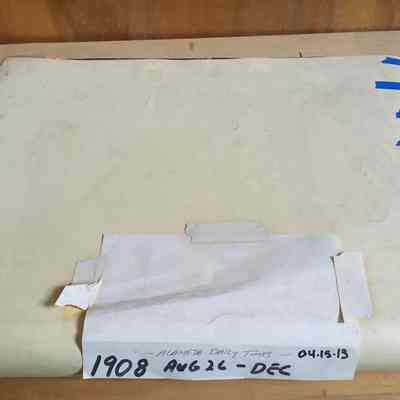 - ALAMEDA DAILY TIMES - 04.15.13
1908 AUG 26 - DEC